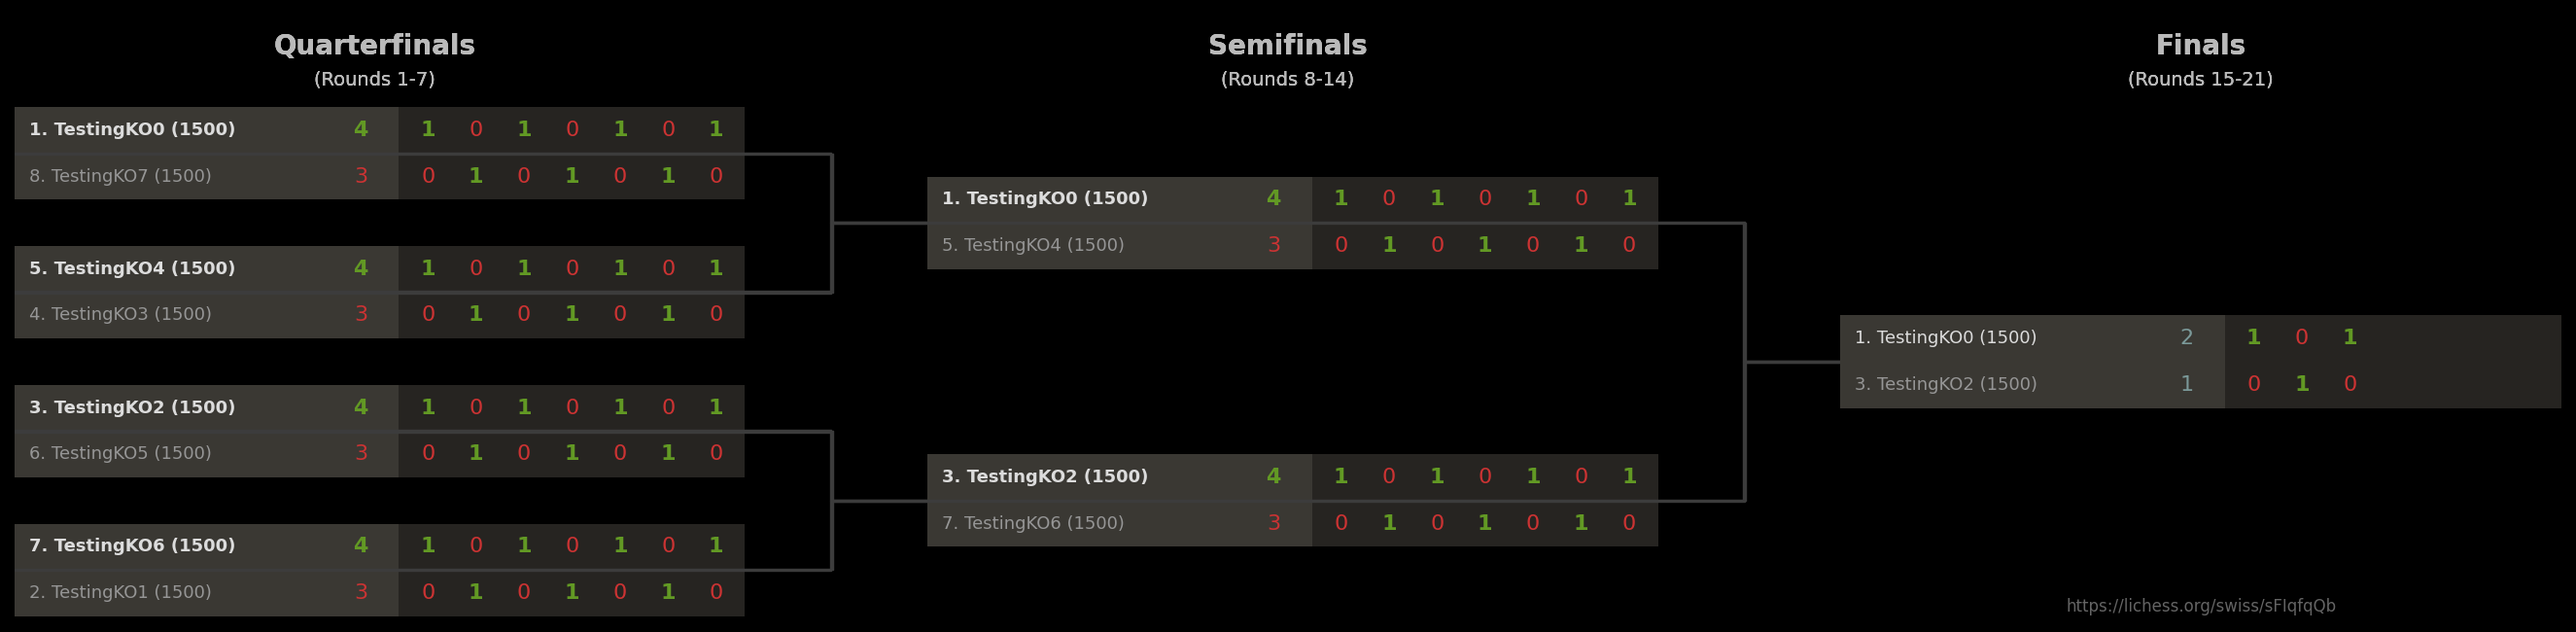 Quarterfinals
(Rounds 1-7)
1. TestingKO0 (1500) 4 1 0 1 0 1 0 1
8. TestingKO7 (1500) 3 0 1 0 1 0 1 0
5. TestingKO4 (1500) 4 1 0 1 0 1 0 1
4. TestingKO3 (1500) 3 0 1 0 1 0 1 0
3. TestingKO2 (1500) 4 1 0 1 0 1 0 1
6. TestingKO5 (1500) 3 0 1 0 1 0 1 0
7. TestingKO6 (1500) 4 1 0 1 0 1 0 1
2. TestingKO1 (1500) 3 0 1 0 1 0 1 0
Semifinals
(Rounds 8-14)
1. TestingKO0 (1500) 4 1 0 1 0 1 0 1
5. TestingKO4 (1500) 3 0 1 0 1 0 1 0
3. TestingKO2 (1500) 4 1 0 1 0 1 0 1
7. TestingKO6 (1500) 3 0 1 0 1 0 1 0
Finals
(Rounds 15-21)
1. TestingKO0 (1500) 2 1 0 1
3. TestingKO2 (1500) 1 0 1 0
https://lichess.org/swiss/sFIqfqQb